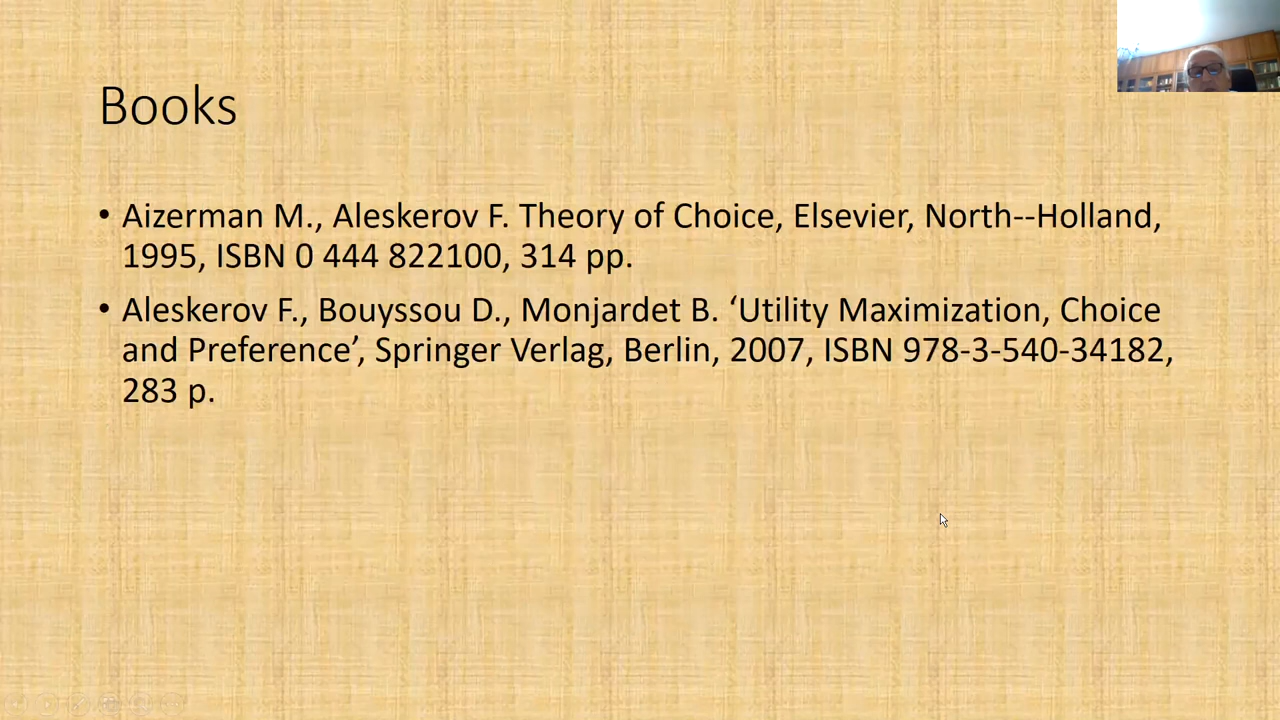 Books
• Aizerman M., Aleskerov F. Theory of Choice, Elsevier, North--Holland,
1995, ISBN 0 444 822100, 314 pp.
• Aleskerov F., Bouyssou D., Monjardet B. ‘Utility Maximization, Choice
and Preference’, Springer Verlag, Berlin, 2007, ISBN 978-3-540-34182,
283 p.